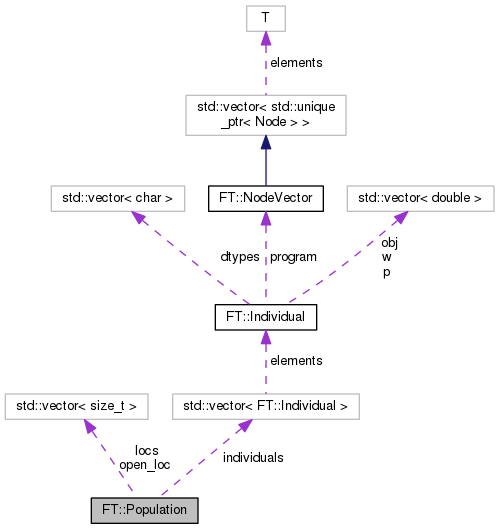 T
elements
std::vector< std::unique
_ptr< Node > >
std::vector< char >
FT::NodeVector
std::vector< double >
dtypes
program
obj
w
p
FT::Individual
elements
std::vector< size_t >
std::vector< FT::Individual >
locs
open_loc
individuals
FT::Population